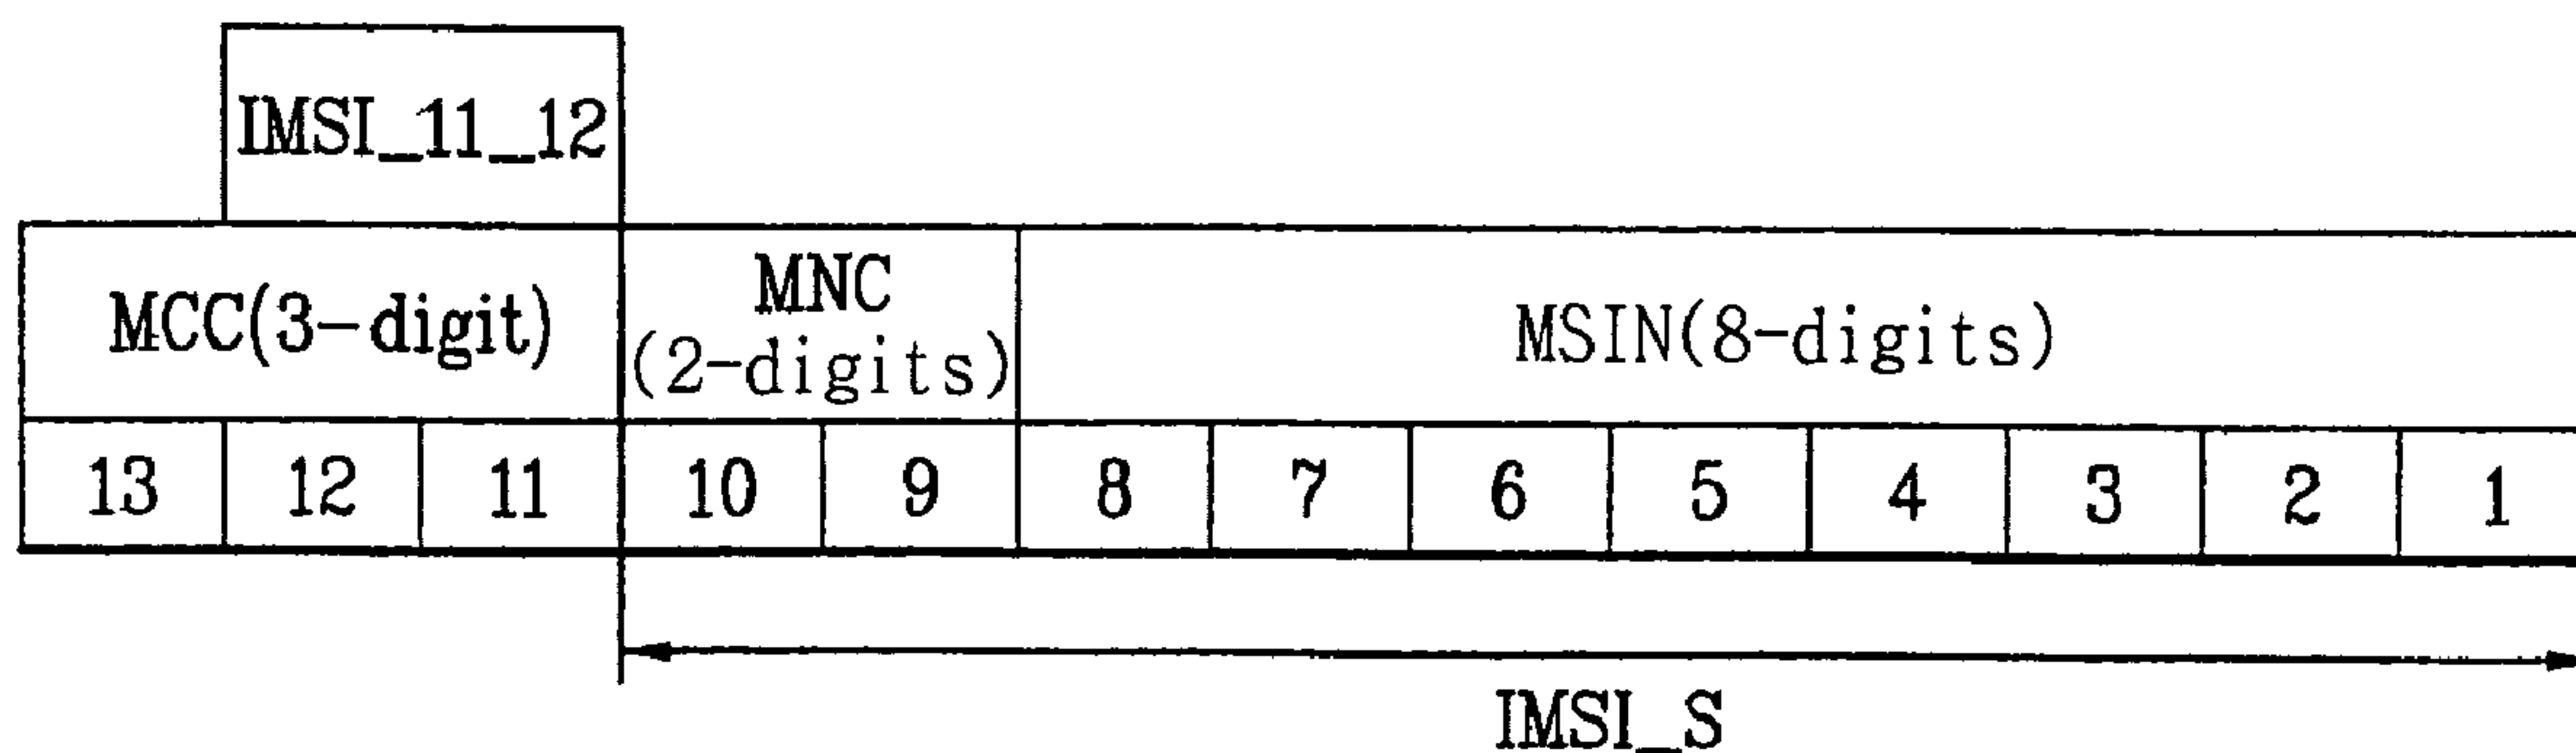 IMSI_11_12
MCC(3-digit)
MNC
(2-digits)
MSIN(8-digits)
13 12 11 10 9 8 7 6 5 4 3 2 1
IMSI_S